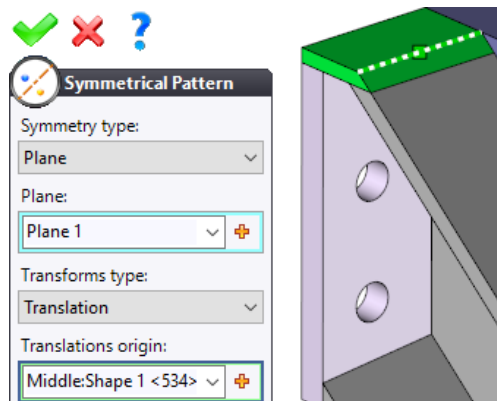 ?
Symmetrical Pattern
Symmetry type:
Plane
Plane:
Plane 1
Transforms type:
Translation
Translations origin:
Middle:Shape 1 <534>